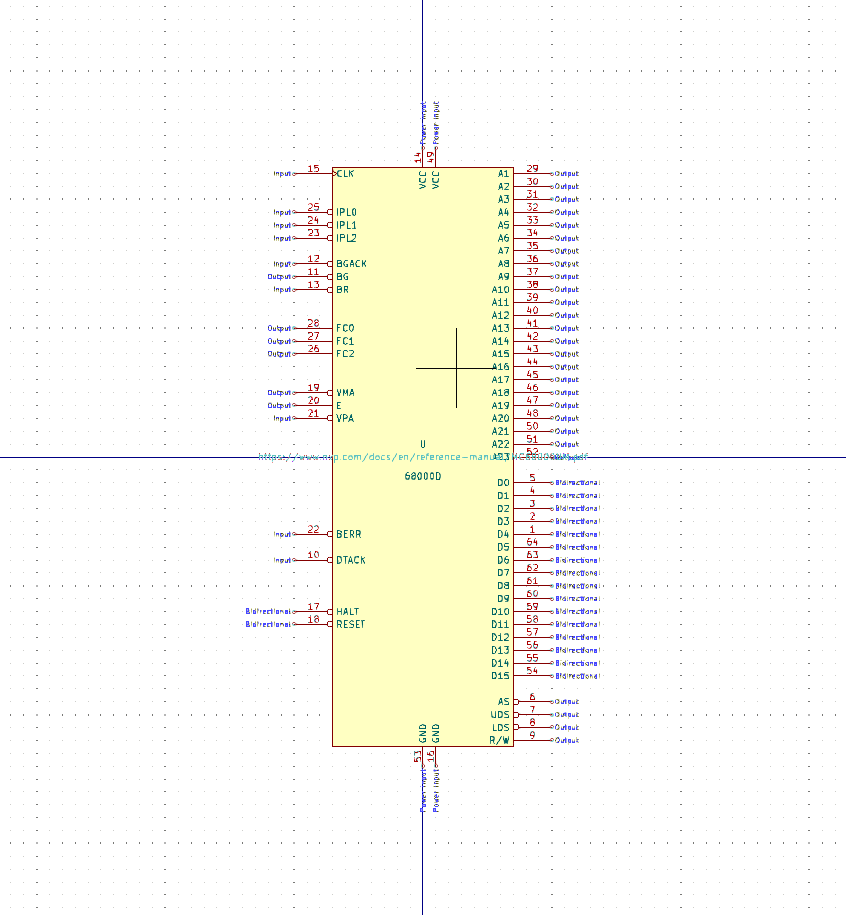 Power Input Power Input
14 49
VCC VCC
Input 15 CLK A1 29 Output
A2 30 Output
A3 31 Output
Input 25 IPL0 A4 32 Output
Input 24 IPL1 A5 33 Output
Input 23 IPL2 A6 34 Output
A7 35 Output
Input 12 BGACK A8 36 Output
Output 11 BG A9 37 Output
Input 13 BR A10 38 Output
A11 39 Output
A12 40 Output
Output 28 FC0 A13 41 Output
Output 27 FC1 A14 42 Output
Output 26 FC2 A15 43 Output
A16 44 Output
A17 45 Output
Output 19 VMA A18 46 Output
Output 20 E A19 47 Output
Input 21 VPA A20 48 Output
A21 50 Output
U A22 51 Output
A23 52 Output
68000D
D0 5 Bidirectional
D1 4 Bidirectional
D2 3 Bidirectional
D3 2 Bidirectional
Input 22 BERR D4 1 Bidirectional
D5 64 Bidirectional
Input 10 DTACK D6 63 Bidirectional
D7 62 Bidirectional
D8 61 Bidirectional
D9 60 Bidirectional
Bidirectional 17 HALT D10 59 Bidirectional
Bidirectional 18 RESET D11 58 Bidirectional
D12 57 Bidirectional
D13 56 Bidirectional
D14 55 Bidirectional
D15 54 Bidirectional
AS 6 Output
UDS 7 Output
LDS 8 Output
R/W 9 Output
GND GND
53 16
Power Input Power Input